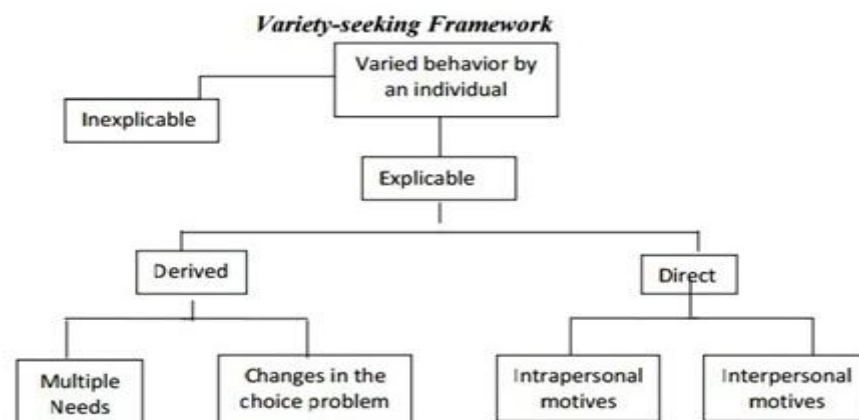 Variety-seeking Framework
Varied behavior by
an individual
Inexplicable
Explicable
Derived
Direct
Multiple
Needs
Changes in the
choice problem
Intrapersonal
motives
Interpersonal
motives